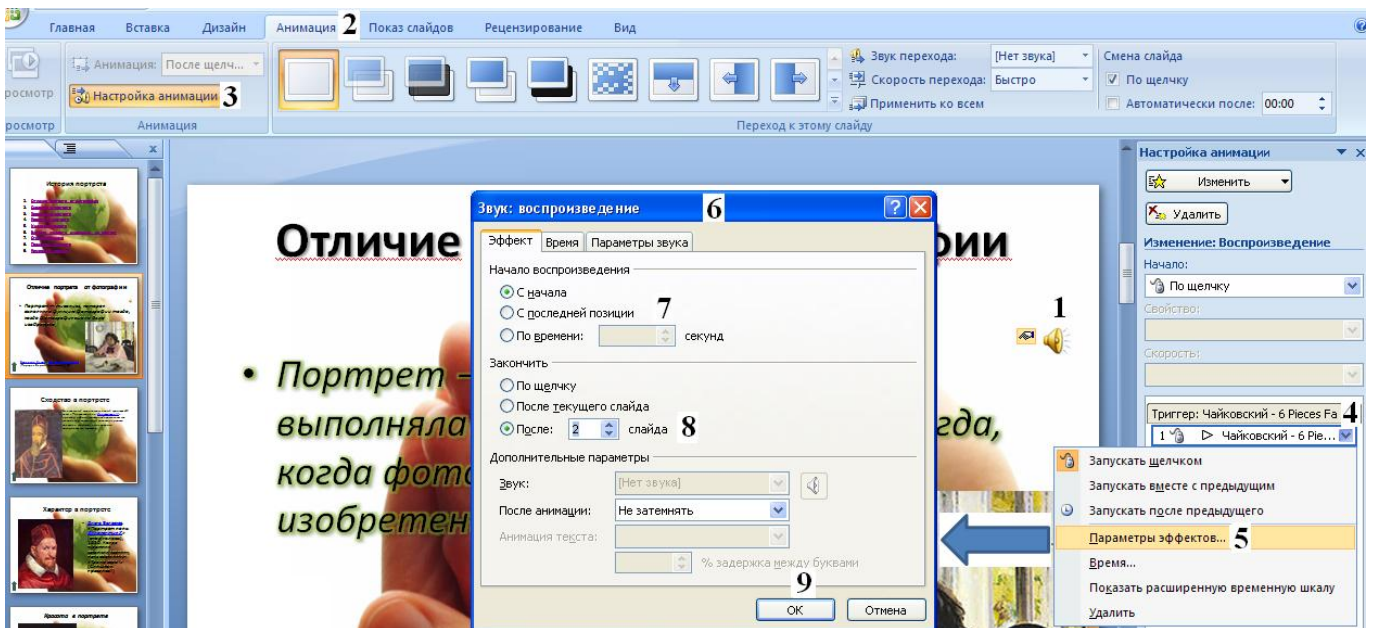 Главная Вставка Дизайн Анимация 2 Показ слайдов Рецензирование Вид
росмотр
Анимация: После щелч...
Настройка анимации 3
Звук перехода: [Нет звука]
Скорость перехода: Быстро
Применить ко всем
Смена слайда
По щелчку
Автоматически после: 00:00
росмотр Анимация Переход к этому слайду
История портрета
Отличие портрета от фотографии
Сходство в портрете
Характер в портрете
Красота в портрете
Отличие
фии
1
• Портрет –
выполняла
гда,
когда фото
изобретен
Звук: воспроизведение 6
Эффект Время Параметры звука
Начало воспроизведения
С начала
С последней позиции 7
По времени: секунд
Закончить
По щелчку
После текущего слайда
После: 2 слайда 8
Дополнительные параметры
Звук: [Нет звука]
После анимации: Не затемнять
Анимация текста:
% задержка между буквами
9
ОК Отмена
Настройка анимации
Изменить
Удалить
Изменение: Воспроизведение
Начало:
По щелчку
Свойство:
Скорость:
Триггер: Чайковский - 6 Pieces Fa 4
1 Чайковский - 6 Pie...
Запускать щелчком
Запускать вместе с предыдущим
Запускать после предыдущего
Параметры эффектов... 5
Время...
Показать расширенную временную шкалу
Удалить